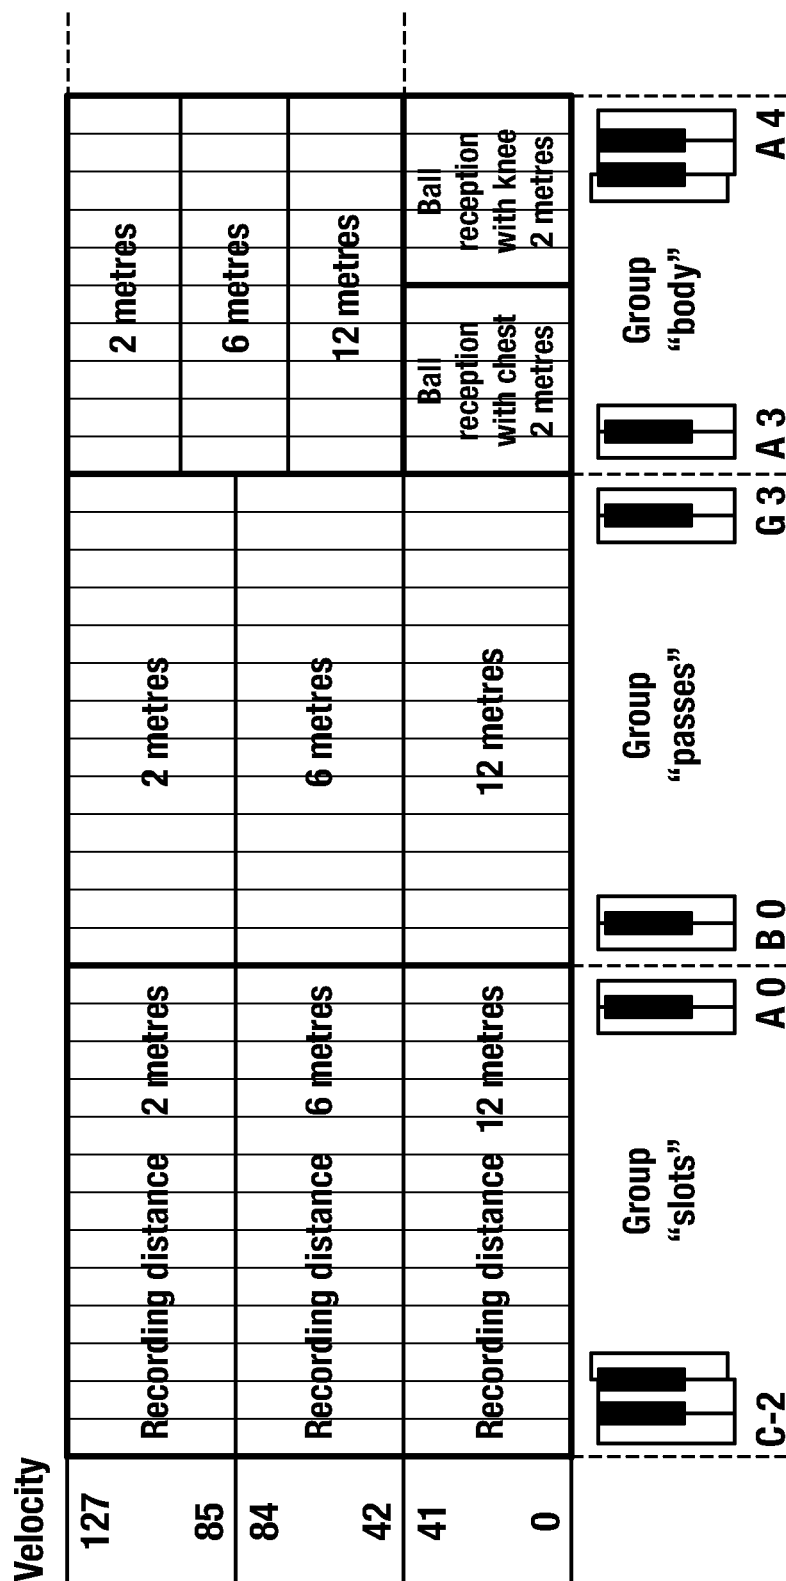 Velocity
127
85
84
42
41
0
Recording distance 2 metres
Recording distance 6 metres
Recording distance 12 metres
2 metres
6 metres
12 metres
2 metres
6 metres
12 metres
Ball
reception
with chest
2 metres
Ball
reception
with knee
2 metres
Group
“slots”
Group
“passes”
Group
“body”
C-2
A 0
B 0
G 3
A 3
A 4